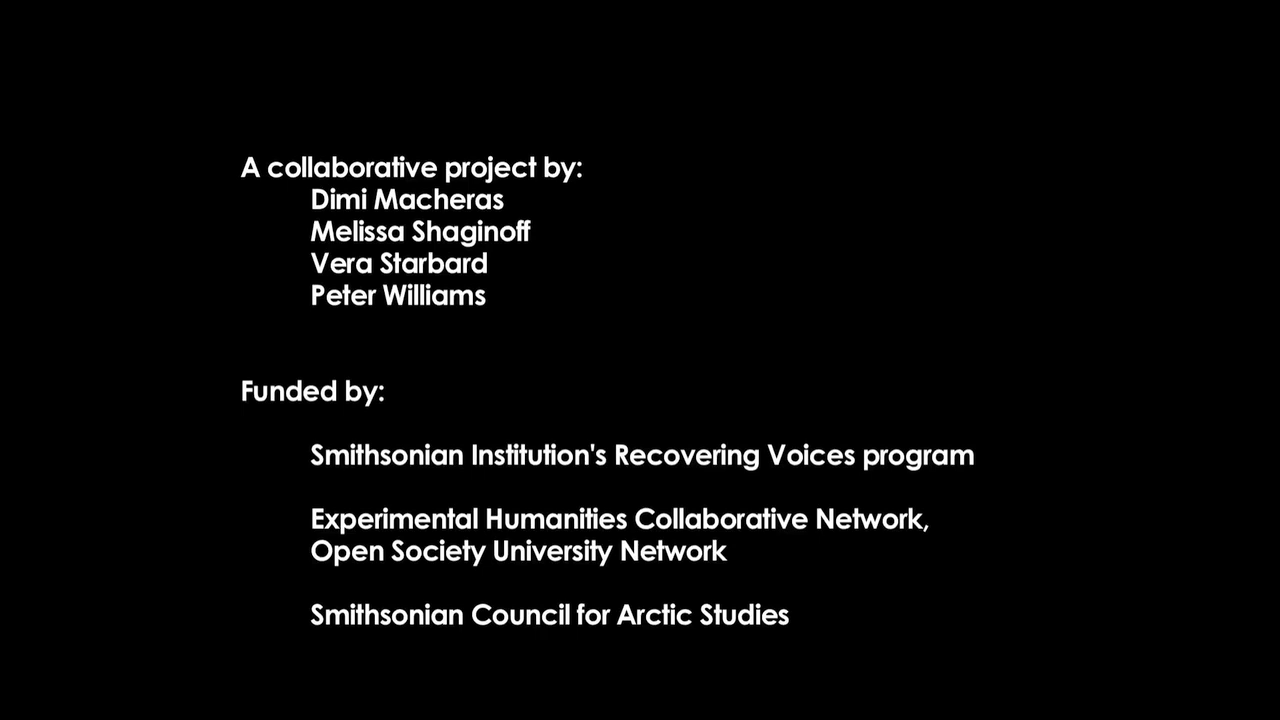 A collaborative project by:
Dimi Macheras
Melissa Shaginoff
Vera Starbard
Peter Williams
Funded by:
Smithsonian Institution's Recovering Voices program
Experimental Humanities Collaborative Network,
Open Society University Network
Smithsonian Council for Arctic Studies